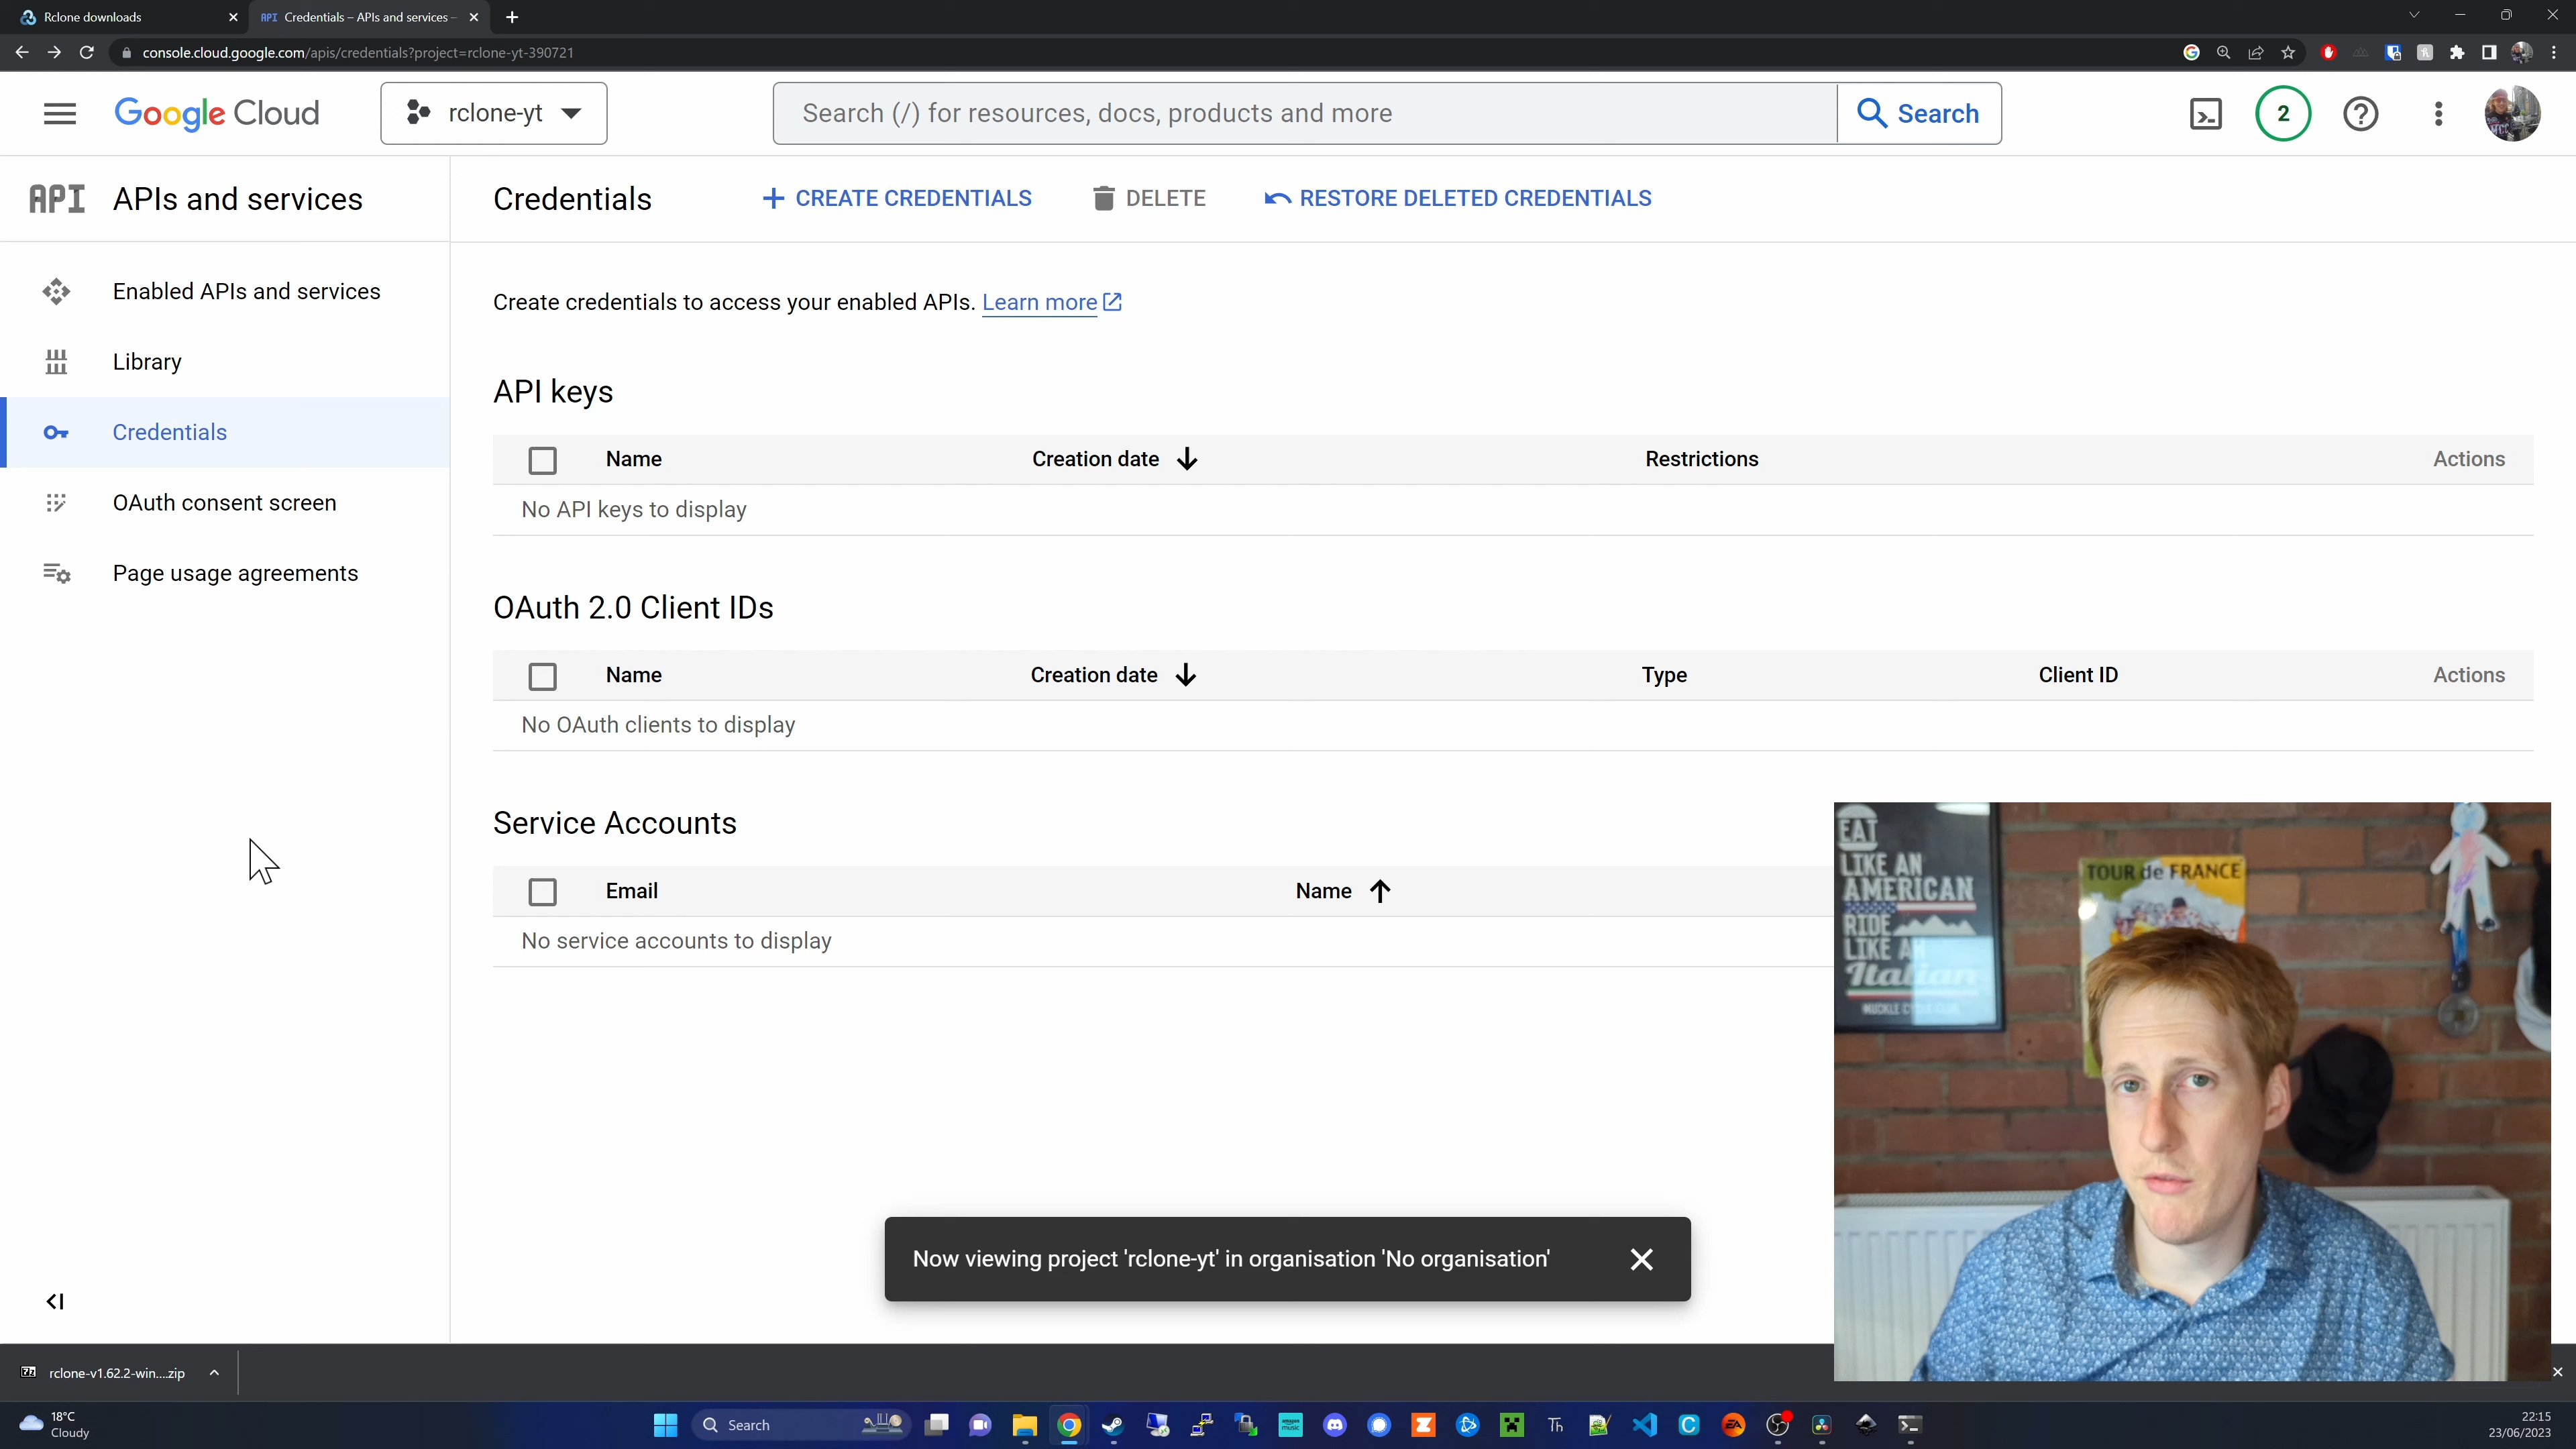 Rclone downloads
API Credentials – APIs and services –
console.cloud.google.com/apis/credentials?project=rclone-yt-390721
Google Cloud
rclone-yt
Search (/) for resources, docs, products and more
Search
2
API APIs and services
Credentials
CREATE CREDENTIALS
DELETE
RESTORE DELETED CREDENTIALS
Enabled APIs and services
Library
Credentials
OAuth consent screen
Page usage agreements
Create credentials to access your enabled APIs. Learn more
API keys
Name Creation date Restrictions Actions
No API keys to display
OAuth 2.0 Client IDs
Name Creation date Type Client ID Actions
No OAuth clients to display
Service Accounts
Email Name
No service accounts to display
EAT
LIKE AN
AMERICAN
RIDE
LIKE AN
Italian
TOUR de FRANCE
Now viewing project 'rclone-yt' in organisation 'No organisation'
rclone-v1.62.2-win....zip
18°C
Cloudy
Search
22:15
23/06/2023